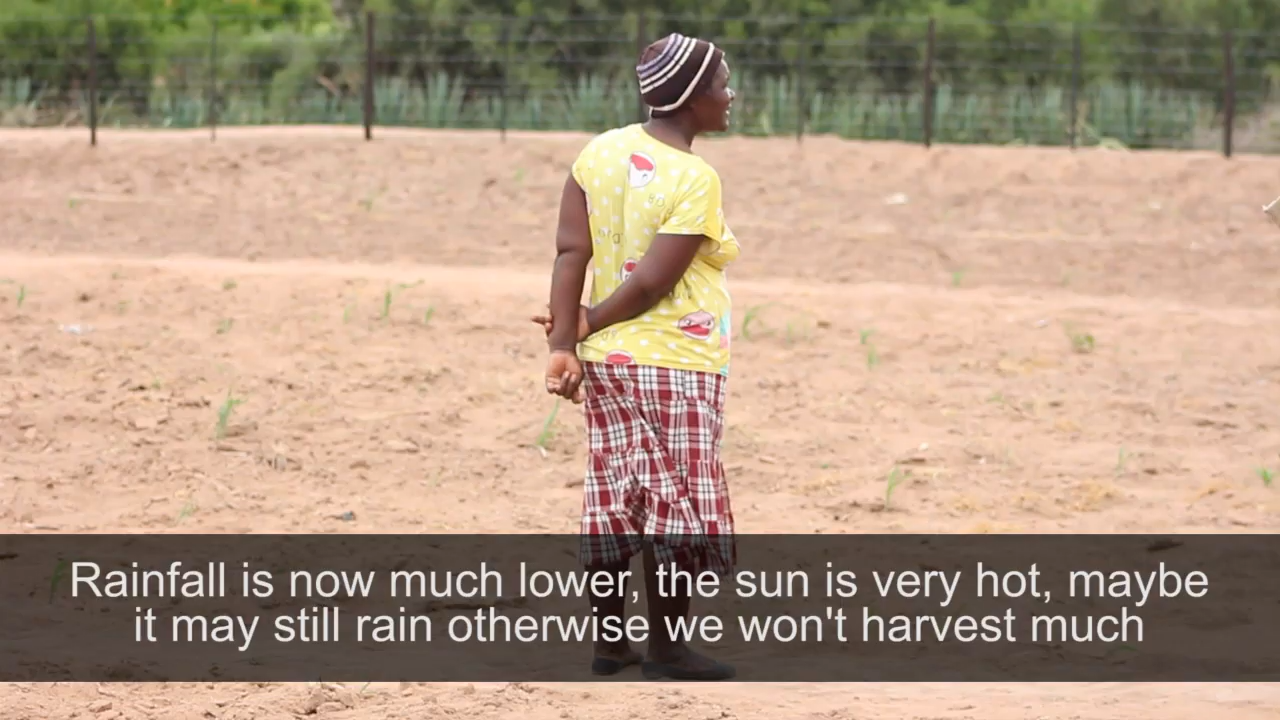 Rainfall is now much lower, the sun is very hot, maybe
it may still rain otherwise we won't harvest much